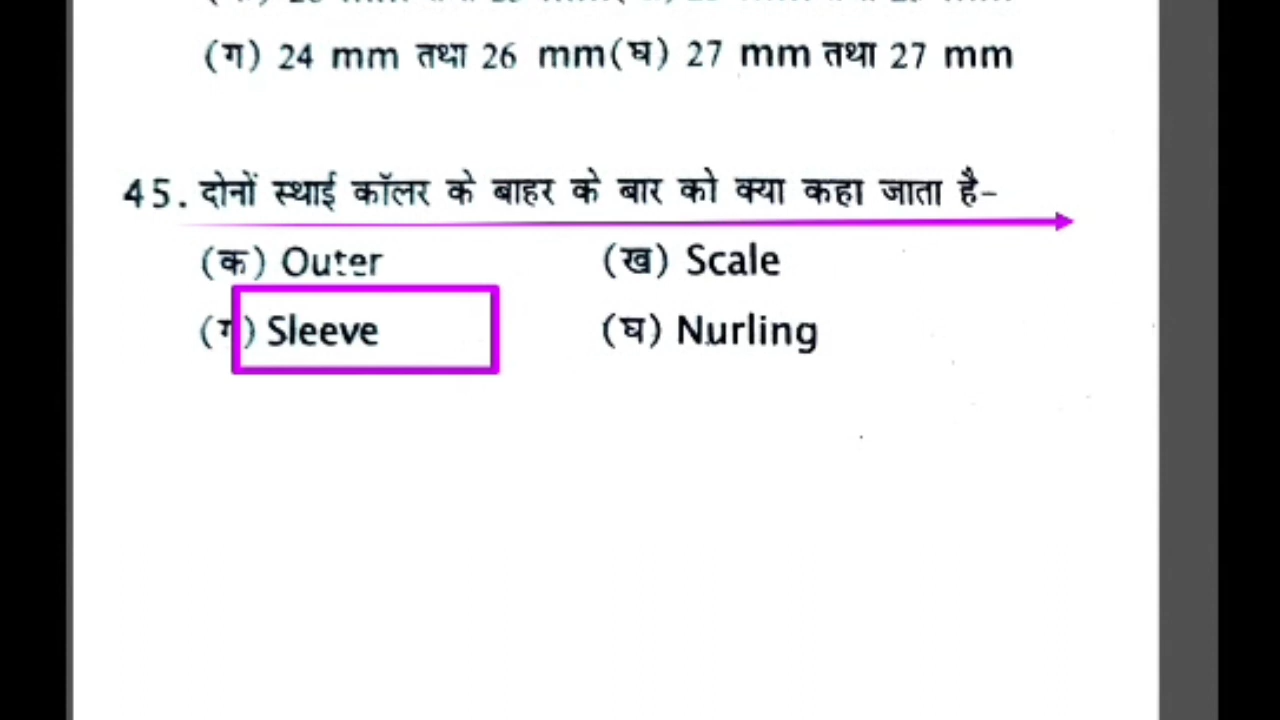 (ग) 24 mm तथा 26 mm(घ) 27 mm तथा 27 mm
45. दोनों स्थाई कॉलर के बाहर के बार को क्या कहा जाता है-
(क) Outer (ख) Scale
(ग) Sleeve (घ) Nurling